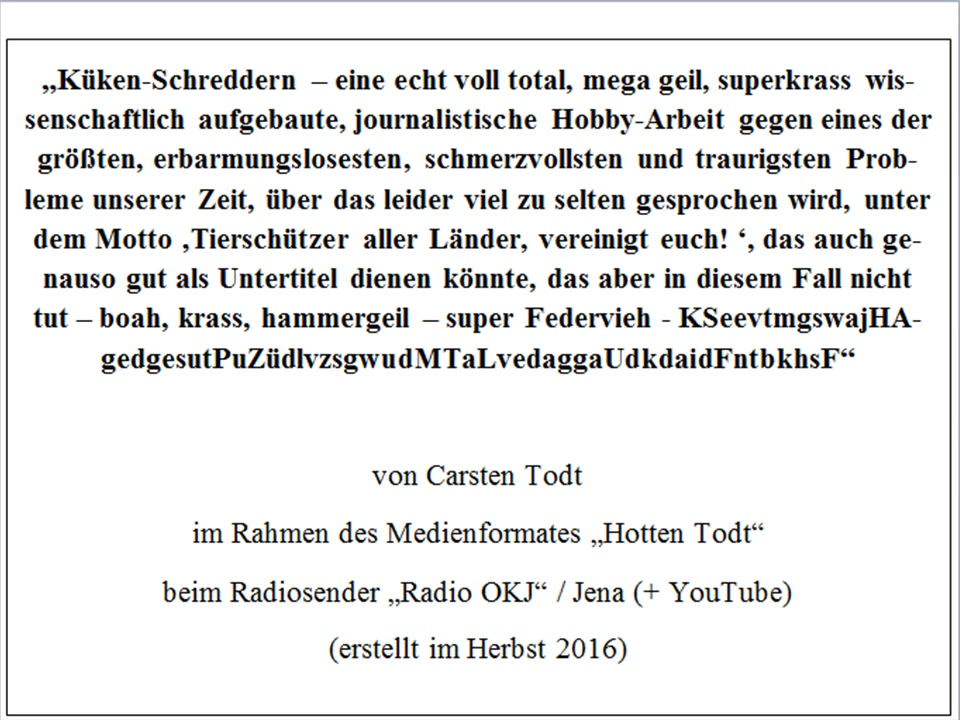 „Küken-Schreddern – eine echt voll total, mega geil, superkrass wis-
senschaftlich aufgebaute, journalistische Hobby-Arbeit gegen eines der
größten, erbarmungslosesten, schmerzvollsten und traurigsten Prob-
leme unserer Zeit, über das leider viel zu selten gesprochen wird, unter
dem Motto ‚Tierschützer aller Länder, vereinigt euch! ‘, das auch ge-
nauso gut als Untertitel dienen könnte, das aber in diesem Fall nicht
tut – boah, krass, hammergeil – super Federvieh - KSeevtmgswajHA-
gedgesutPuZüdlvzsgwudMTaLvedaggaUdkdaidFntbkhsF“
von Carsten Todt
im Rahmen des Medienformates „Hotten Todt“
beim Radiosender „Radio OKJ“ / Jena (+ YouTube)
(erstellt im Herbst 2016)